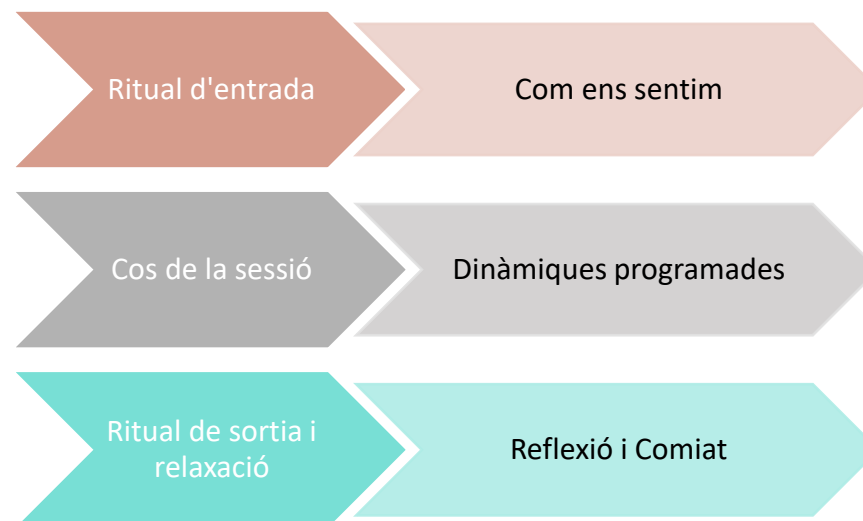 Ritual d'entrada
Com ens sentim
Cos de la sessió
Dinàmiques programades
Ritual de sortia i
relaxació
Reflexió i Comiat